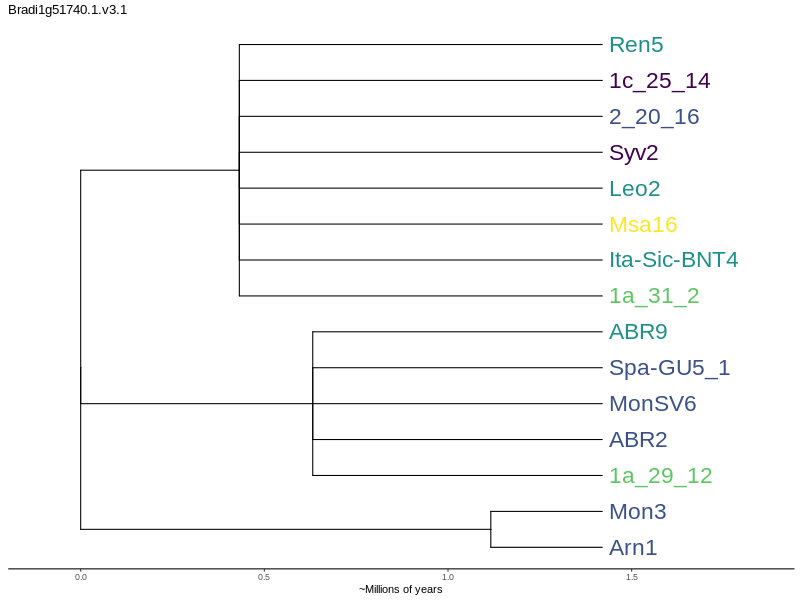 Bradi1g51740.1.v3.1
Ren5
1c_25_14
2_20_16
Syv2
Leo2
Msa16
Ita-Sic-BNT4
1a_31_2
ABR9
Spa-GU5_1
MonSV6
ABR2
1a_29_12
Mon3
Arn1
0.0 0.5 1.0 1.5
~Millions of years